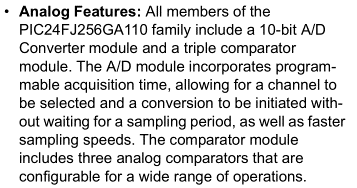 • Analog Features: All members of the
PIC24FJ256GA110 family include a 10-bit A/D
Converter module and a triple comparator
module. The A/D module incorporates program-
mable acquisition time, allowing for a channel to
be selected and a conversion to be initiated with-
out waiting for a sampling period, as well as faster
sampling speeds. The comparator module
includes three analog comparators that are
configurable for a wide range of operations.